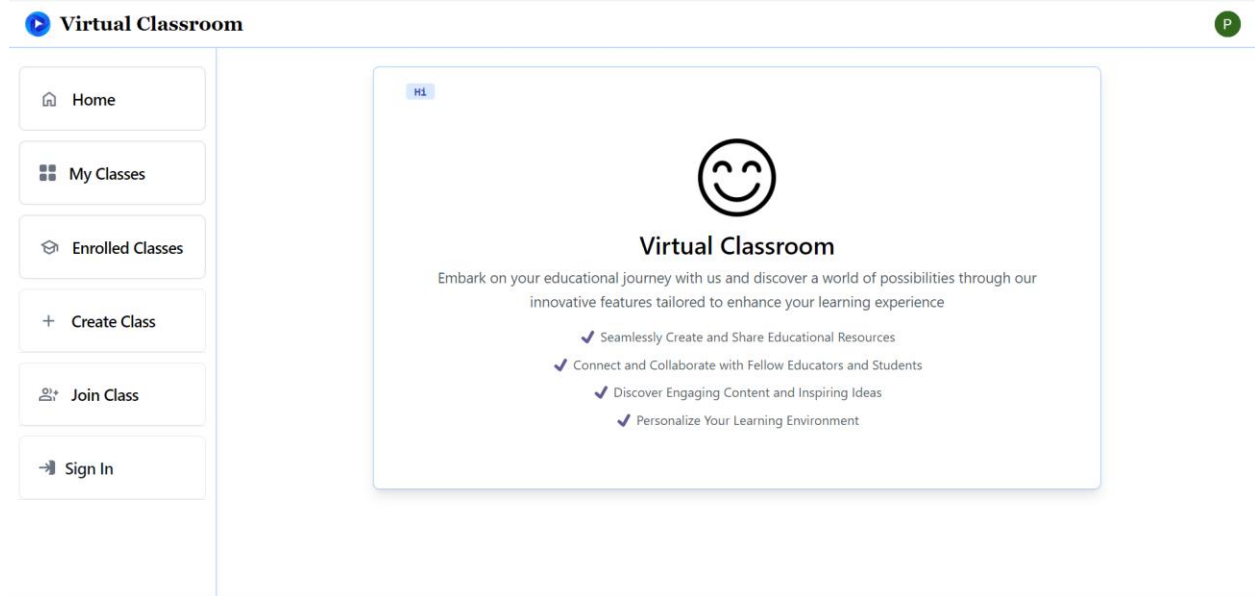 Virtual Classroom
P
Home
My Classes
Enrolled Classes
Create Class
Join Class
Sign In
Hi
Virtual Classroom
Embark on your educational journey with us and discover a world of possibilities through our
innovative features tailored to enhance your learning experience
Seamlessly Create and Share Educational Resources
Connect and Collaborate with Fellow Educators and Students
Discover Engaging Content and Inspiring Ideas
Personalize Your Learning Environment